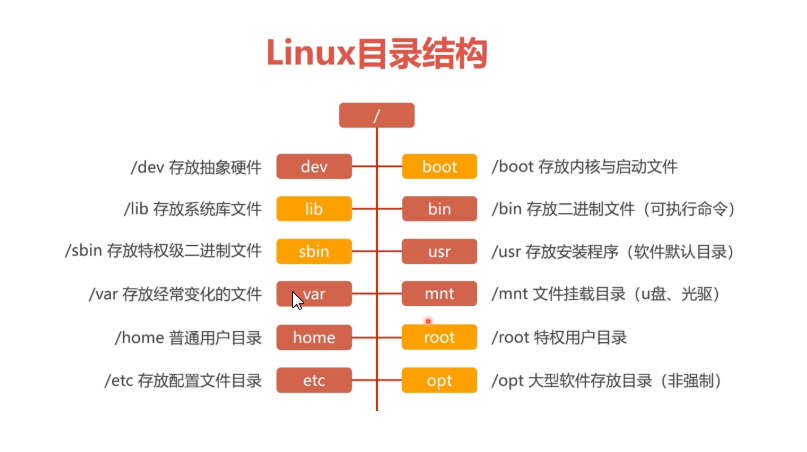 Linux目录结构
/
/dev 存放抽象硬件 dev boot /boot 存放内核与启动文件
/lib 存放系统库文件 lib bin /bin 存放二进制文件（可执行命令）
/sbin 存放特权级二进制文件 sbin usr /usr 存放安装程序（软件默认目录）
/var 存放经常变化的文件 var mnt /mnt 文件挂载目录（u盘、光驱）
/home 普通用户目录 home root /root 特权用户目录
/etc 存放配置文件目录 etc opt /opt 大型软件存放目录（非强制）